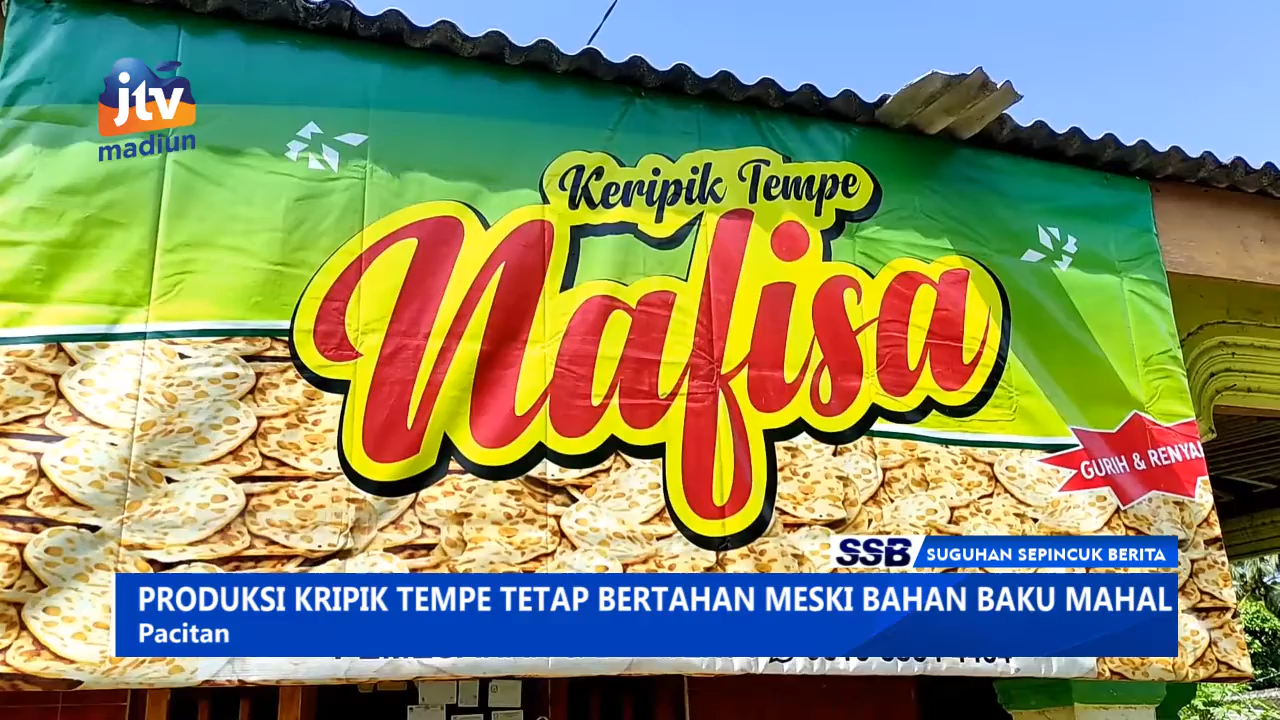 jtv
madiun
Keripik Tempe
Nafisa
GURIH & RENYAH
SSB SUGUHAN SEPINCUK BERITA
PRODUKSI KRIPIK TEMPE TETAP BERTAHAN MESKI BAHAN BAKU MAHAL
Pacitan